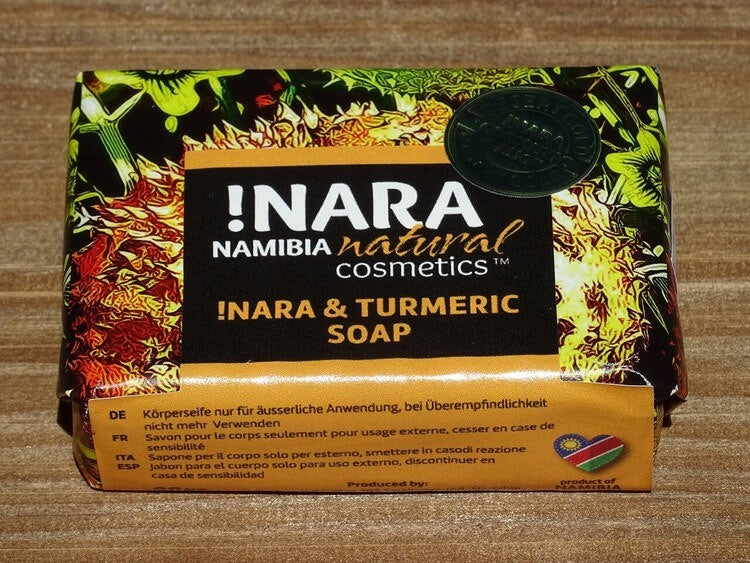 !NARA
NAMIBIA natural
cosmetics™
!NARA & TURMERIC
SOAP
DE Körperseife nur für äusserliche Anwendung, bei Überempfindlichkeit
nicht mehr Verwenden
FR Savon pour le corps seulement pour usage externe, cesser en case de
sensibilité
ITA Sapone per il corpo solo per esterno, smettere in casodi reazione
ESP Jabon para el cuerpo solo para uso externo, discontinuer en
casa de sensibilidad
Produced by:
product of
NAMIBIA